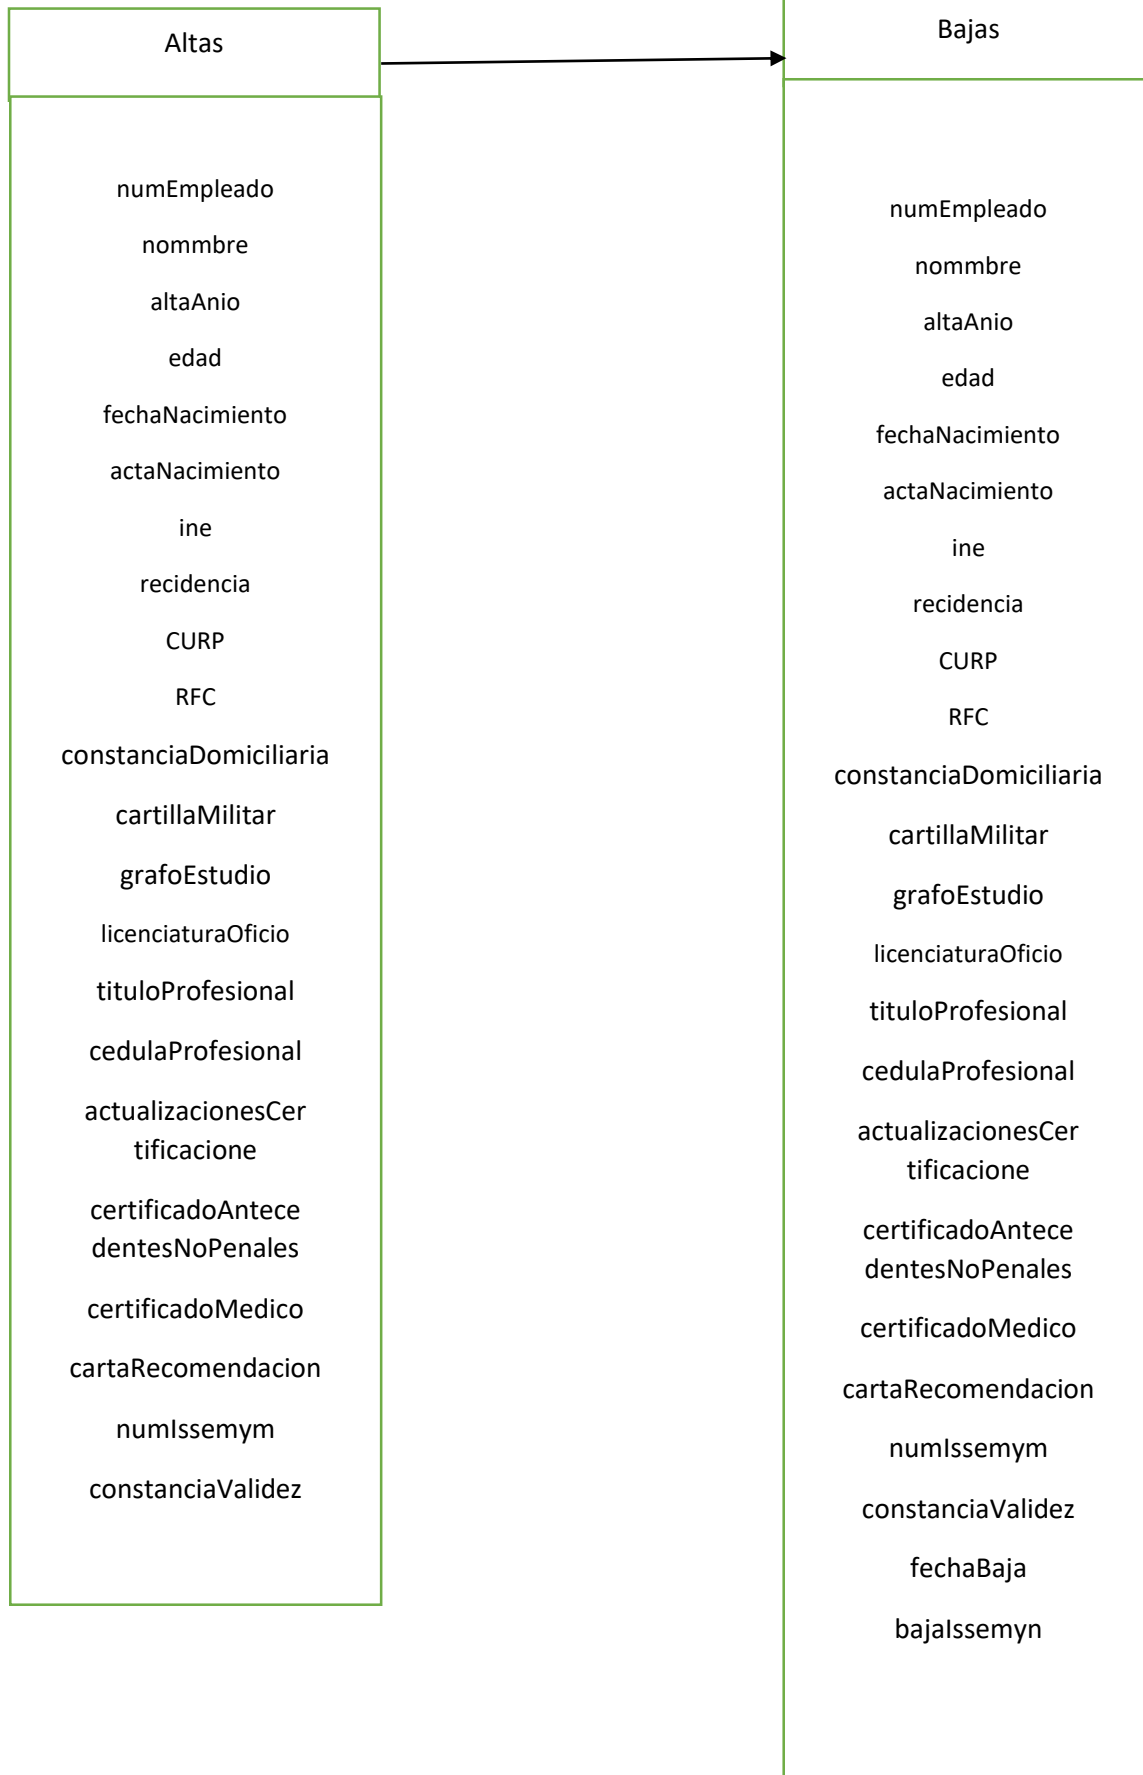 Altas
numEmpleado
nommbre
altaAnio
edad
fechaNacimiento
actaNacimiento
ine
recidencia
CURP
RFC
constanciaDomiciliaria
cartillaMilitar
grafoEstudio
licenciaturaOficio
tituloProfesional
cedulaProfesional
actualizacionesCer
tificacione
certificadoAntece
dentesNoPenales
certificadoMedico
cartaRecomendacion
numIssemym
constanciaValidez
Bajas
numEmpleado
nommbre
altaAnio
edad
fechaNacimiento
actaNacimiento
ine
recidencia
CURP
RFC
constanciaDomiciliaria
cartillaMilitar
grafoEstudio
licenciaturaOficio
tituloProfesional
cedulaProfesional
actualizacionesCer
tificacione
certificadoAntece
dentesNoPenales
certificadoMedico
cartaRecomendacion
numIssemym
constanciaValidez
fechaBaja
bajaIssemyn